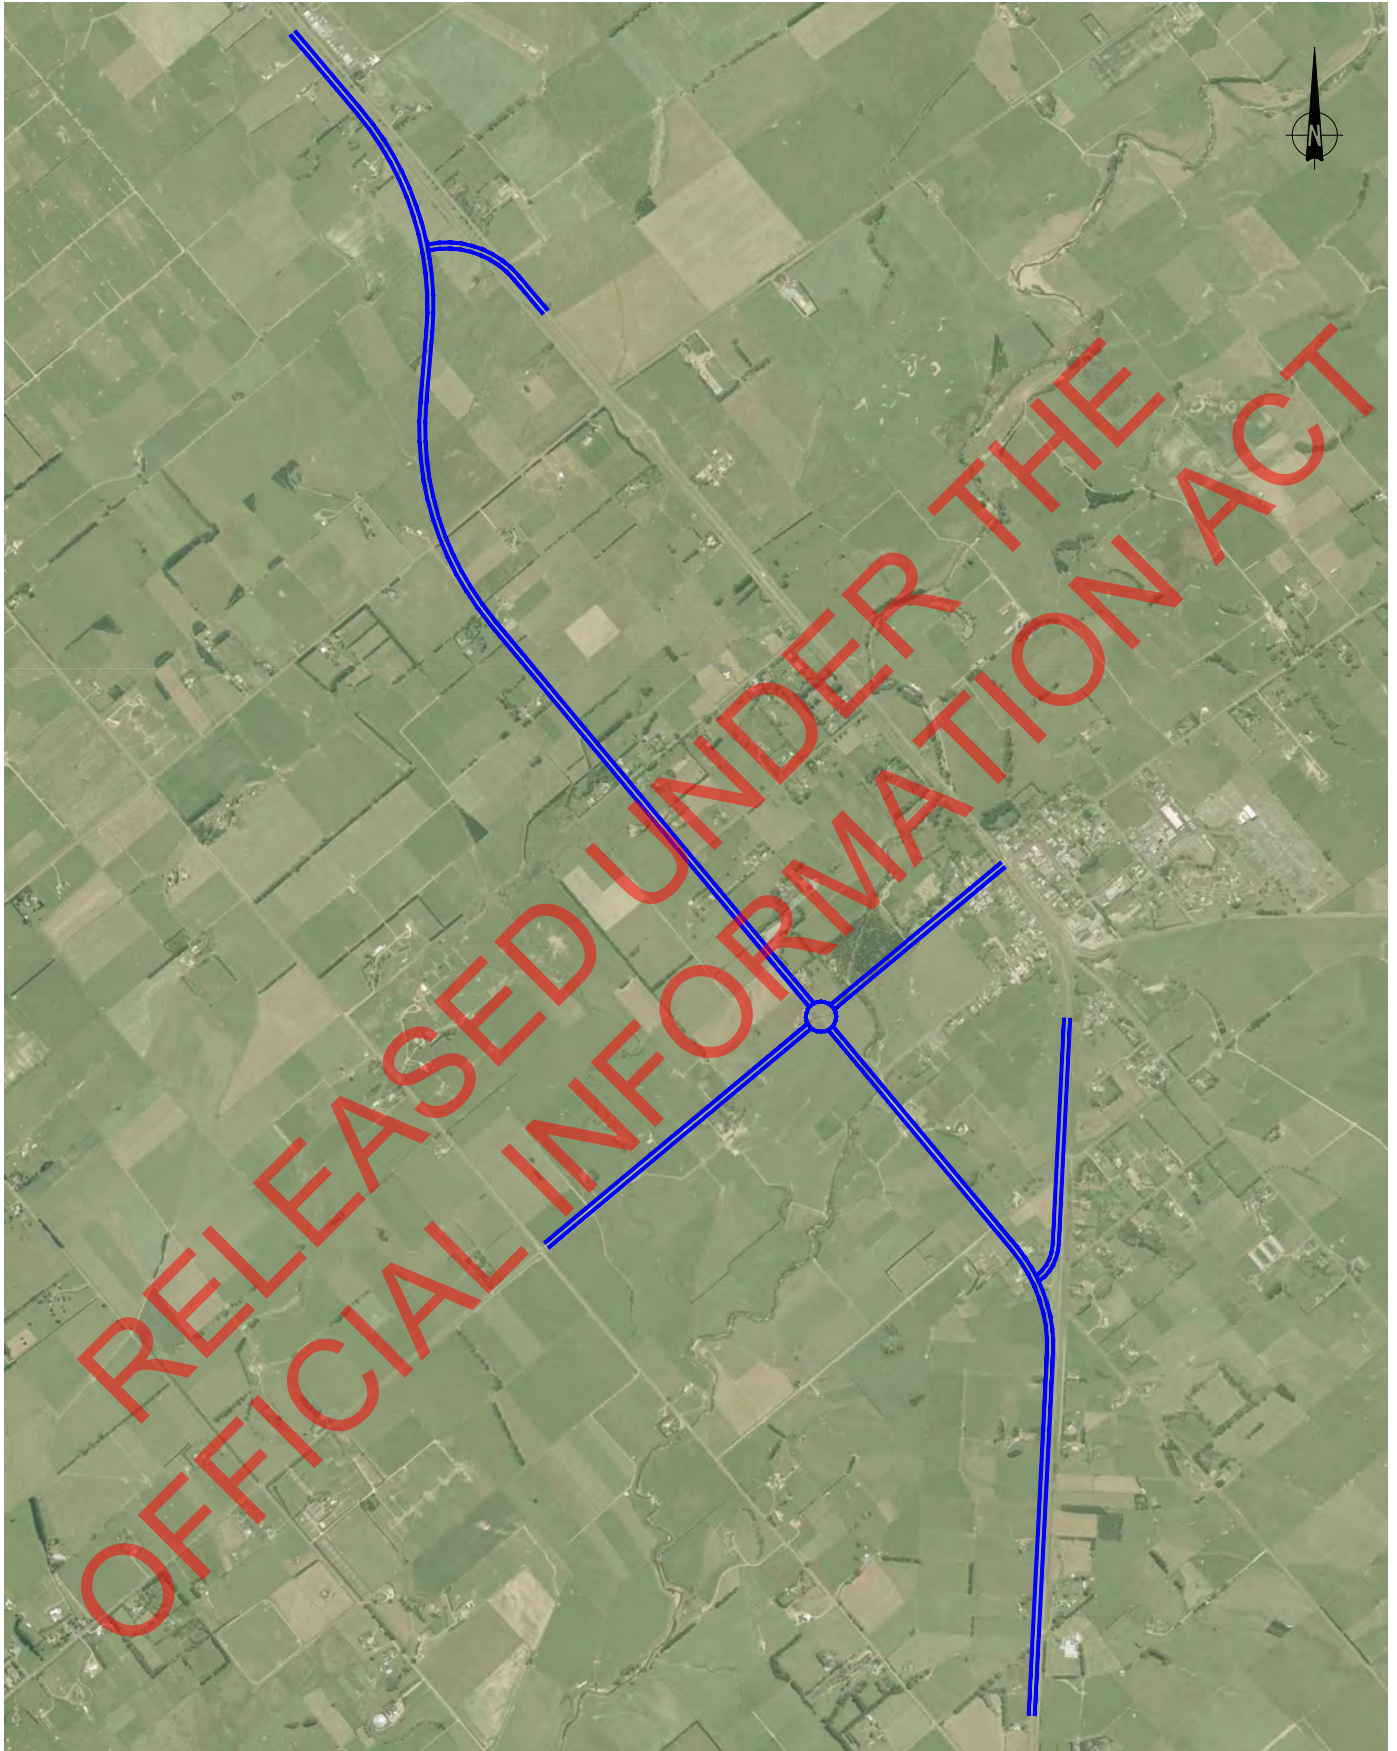 N
RELEASED UNDER THE
OFFICIAL INFORMATION ACT